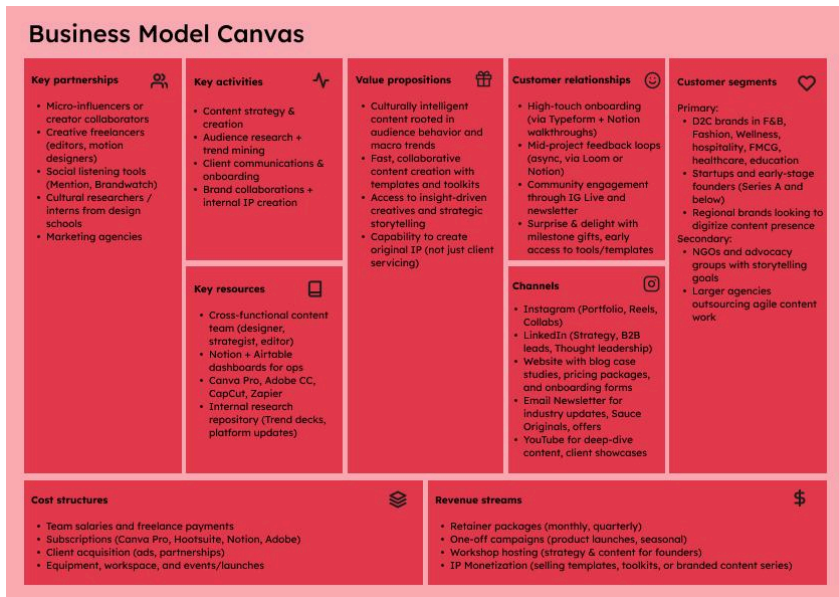 Business Model Canvas
Key partnerships
• Micro-influencers or
creator collaborators
• Creative freelancers
(editors, motion
designers)
• Social listening tools
(Mention, Brandwatch)
• Cultural researchers /
interns from design
schools
• Marketing agencies
Key activities
• Content strategy &
creation
• Audience research +
trend mining
• Client communications &
onboarding
• Brand collaborations +
internal IP creation
Key resources
• Cross-functional content
team (designer,
strategist, editor)
• Notion + Airtable
dashboards for ops
• Canva Pro, Adobe CC,
CapCut, Zapier
• Internal research
repository (Trend decks,
platform updates)
Value propositions
• Culturally intelligent
content rooted in
audience behavior and
macro trends
• Fast, collaborative
content creation with
templates and toolkits
• Access to insight-driven
creatives and strategic
storytelling
• Capability to create
original IP (not just client
servicing)
Customer relationships
• High-touch onboarding
(via Typeform + Notion
walkthroughs)
• Mid-project feedback loops
(async, via Loom or
Notion)
• Community engagement
through IG Live and
newsletter
• Surprise & delight with
milestone gifts, early
access to tools/templates
Channels
• Instagram (Portfolio, Reels,
Collabs)
• LinkedIn (Strategy, B2B
leads, Thought leadership)
• Website with blog case
studies, pricing packages,
and onboarding forms
• Email Newsletter for
industry updates, Sauce
Originals, offers
• YouTube for deep-dive
content, client showcases
Customer segments
Primary:
• D2C brands in F&B,
Fashion, Wellness,
hospitality, FMCG,
healthcare, education
• Startups and early-stage
founders (Series A and
below)
• Regional brands looking to
digitize content presence
Secondary:
• NGOs and advocacy
groups with storytelling
goals
• Larger agencies
outsourcing agile content
work
Cost structures
• Team salaries and freelance payments
• Subscriptions (Canva Pro, Hootsuite, Notion, Adobe)
• Client acquisition (ads, partnerships)
• Equipment, workspace, and events/launches
Revenue streams
• Retainer packages (monthly, quarterly)
• One-off campaigns (product launches, seasonal)
• Workshop hosting (strategy & content for founders)
• IP Monetization (selling templates, toolkits, or branded content series)